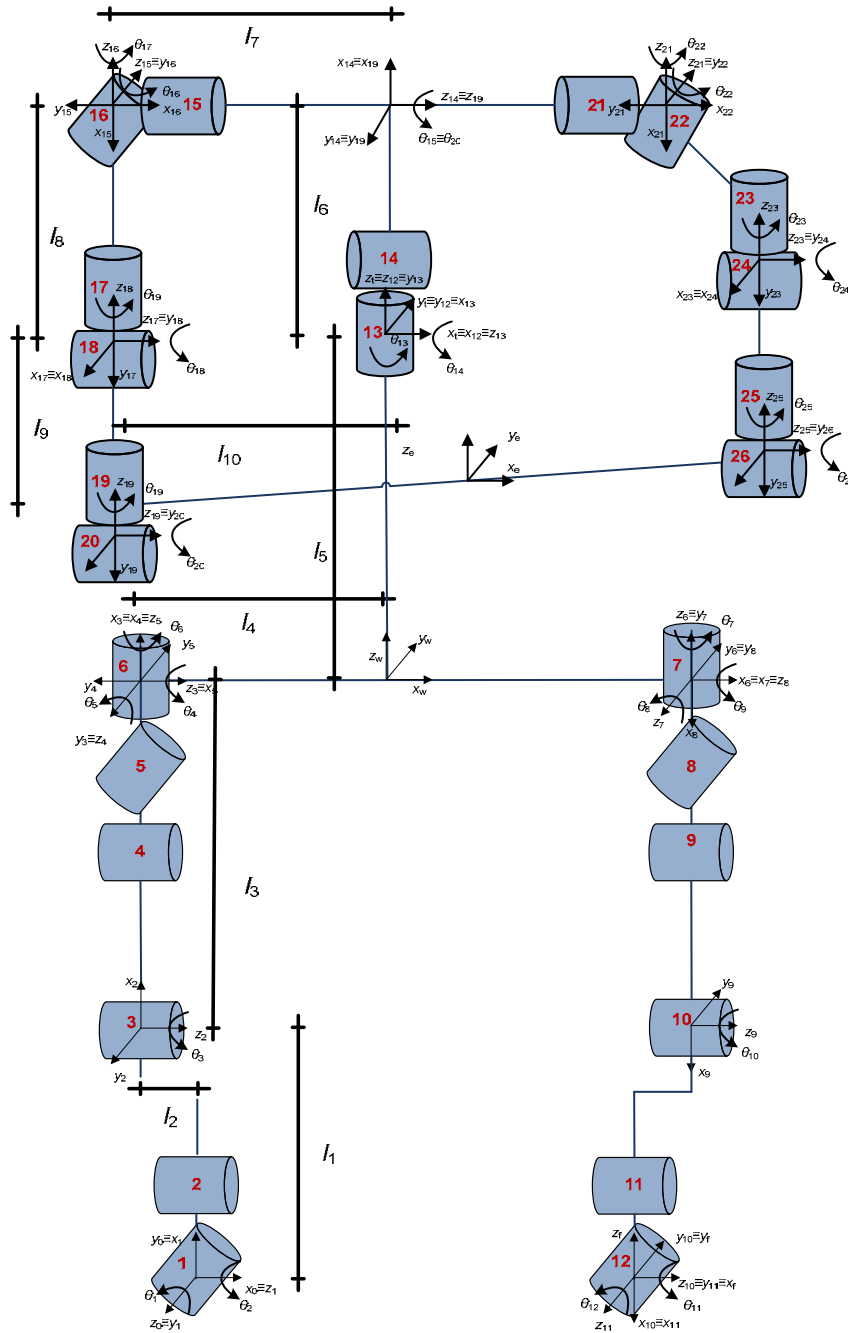 l7
z16 θ17
z15≡y16
θ16
y15 16 x16 15
x15
x14≡x19
z14≡z19
y14≡y19
θ15≡θ20
z21 θ22
z21≡y22
θ22
21 y21 22 x22
x21
l6
l8
14
zt≡z12≡y13
yt≡y12≡x13
13 xt≡x12≡z13
θ13
θ14
23 z23 θ23
z23≡y24
24
x23≡x24 y23 θ24
17 z18 θ19
z17≡y18
18
x17≡x18 y17 θ18
l9
l10
25 z25 θ25
z25≡y26
26
y25 θ2
ze ye
xe
19 z19 θ19
z19≡y20
20
y19 θ20
l5
l4
x3≡x4≡z5 θ6
y5
6
y4 z3≡x5
θ5 θ4
y3≡z4
zw yw
xw
z6≡y7 θ7
y6≡y8
7
x6≡x7≡z8
θ8 θ9
z7 x8
5
8
4
9
l3
x2
3
z2
θ3
y2
y9
10
z9
θ10
x9
l2
l1
2
11
y0≡x1
1
x0≡z1
θ1 θ2
z0≡y1
zf y10≡yf
12
z10≡y11≡xf
θ12 θ11
z11 x10≡x11